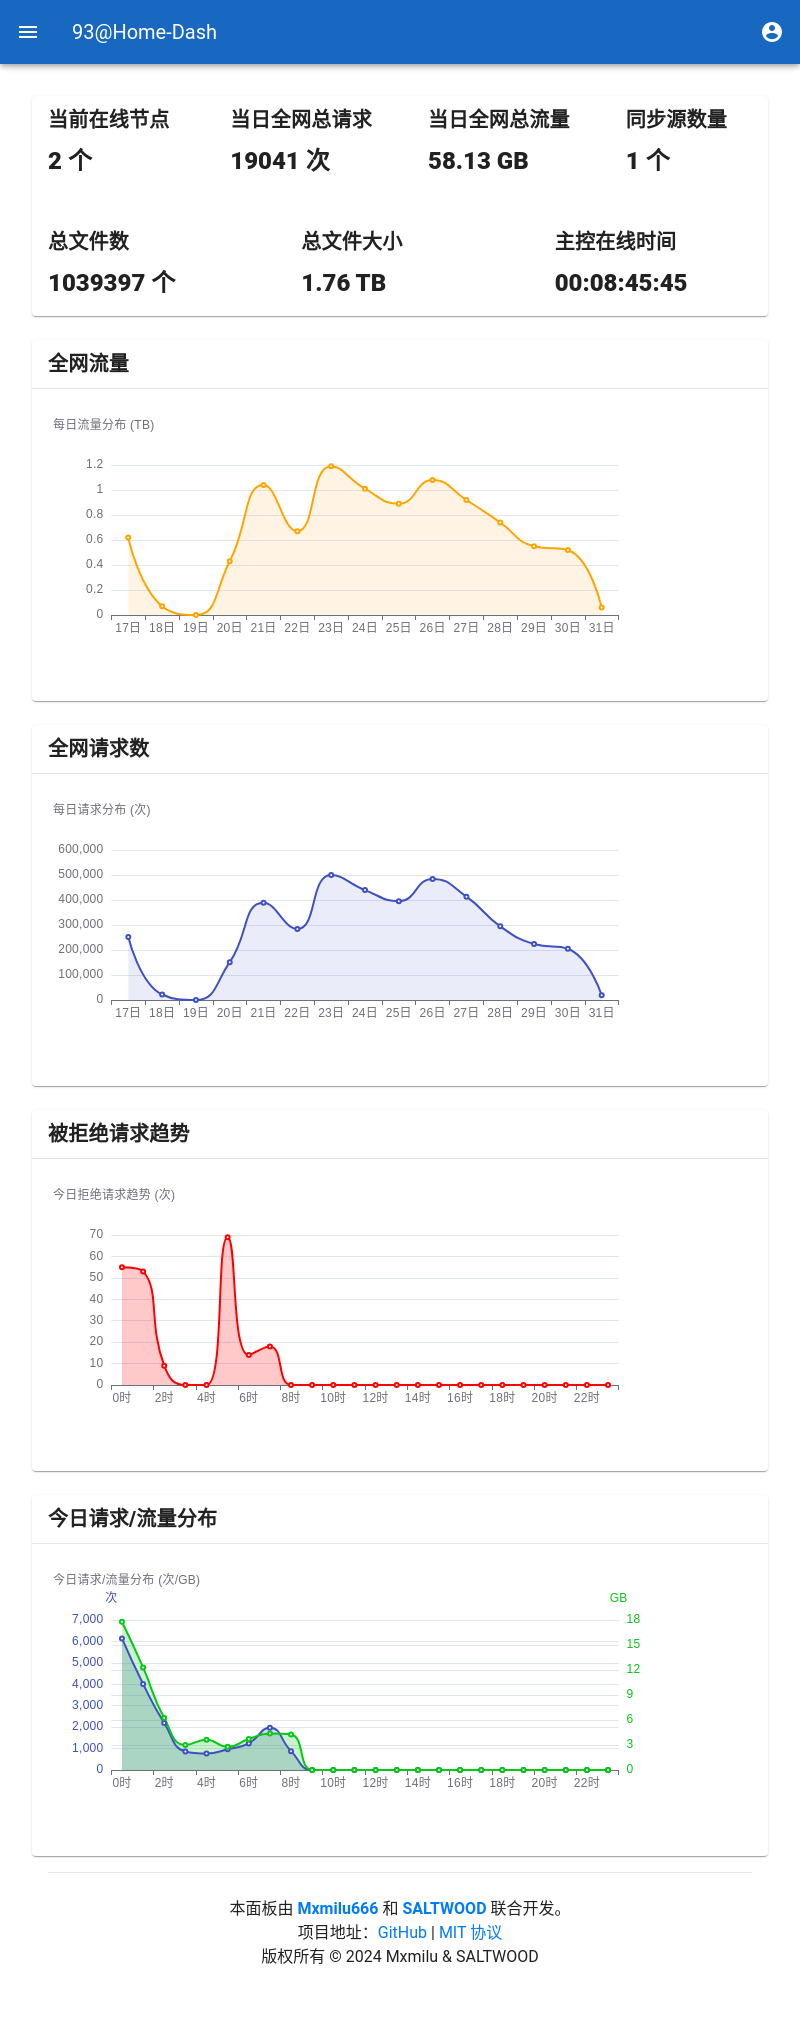 93@Home-Dash
当前在线节点 当日全网总请求 当日全网总流量 同步源数量
2 个 19041 次 58.13 GB 1 个
总文件数 总文件大小 主控在线时间
1039397 个 1.76 TB 00:08:45:45
全网流量
每日流量分布 (TB)
1.2
1
0.8
0.6
0.4
0.2
0
17日 18日 19日 20日 21日 22日 23日 24日 25日 26日 27日 28日 29日 30日 31日
全网请求数
每日请求分布 (次)
600,000
500,000
400,000
300,000
200,000
100,000
0
17日 18日 19日 20日 21日 22日 23日 24日 25日 26日 27日 28日 29日 30日 31日
被拒绝请求趋势
今日拒绝请求趋势 (次)
70
60
50
40
30
20
10
0
0时 2时 4时 6时 8时 10时 12时 14时 16时 18时 20时 22时
今日请求/流量分布
今日请求/流量分布 (次/GB)
次 GB
7,000 18
6,000 15
5,000 12
4,000 9
3,000 6
2,000 3
1,000 0
0
0时 2时 4时 6时 8时 10时 12时 14时 16时 18时 20时 22时
本面板由 Mxmilu666 和 SALTWOOD 联合开发。
项目地址：GitHub | MIT 协议
版权所有 © 2024 Mxmilu & SALTWOOD